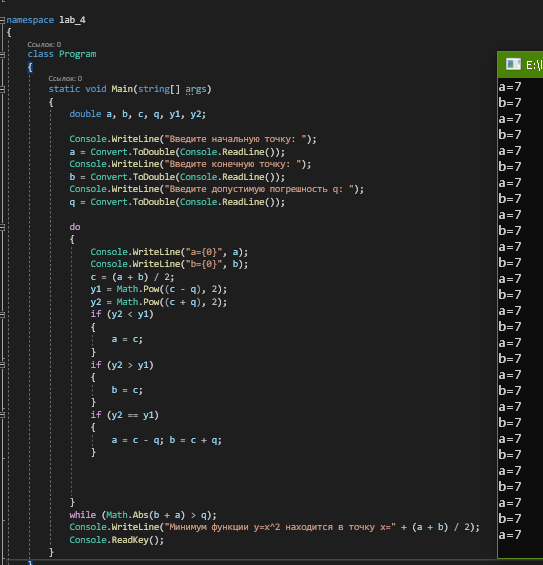 namespace lab_4
{
Ссылок: 0
class Program
{
Ссылок: 0
static void Main(string[] args)
{
double a, b, c, q, y1, y2;
Console.WriteLine("Введите начальную точку: ");
a = Convert.ToDouble(Console.ReadLine());
Console.WriteLine("Введите конечную точку: ");
b = Convert.ToDouble(Console.ReadLine());
Console.WriteLine("Введите допустимую погрешность q: ");
q = Convert.ToDouble(Console.ReadLine());
do
{
Console.WriteLine("a={0}", a);
Console.WriteLine("b={0}", b);
c = (a + b) / 2;
y1 = Math.Pow((c - q), 2);
y2 = Math.Pow((c + q), 2);
if (y2 < y1)
{
a = c;
}
if (y2 > y1)
{
b = c;
}
if (y2 == y1)
{
a = c - q; b = c + q;
}
}
while (Math.Abs(b + a) > q);
Console.WriteLine("Минимум функции y=x^2 находится в точку x=" + (a + b) / 2);
Console.ReadKey();
}
}
E:\
a=7
b=7
a=7
b=7
a=7
b=7
a=7
b=7
a=7
b=7
a=7
b=7
a=7
b=7
a=7
b=7
a=7
b=7
a=7
b=7
a=7
b=7
a=7
b=7
a=7
b=7
a=7
b=7
a=7